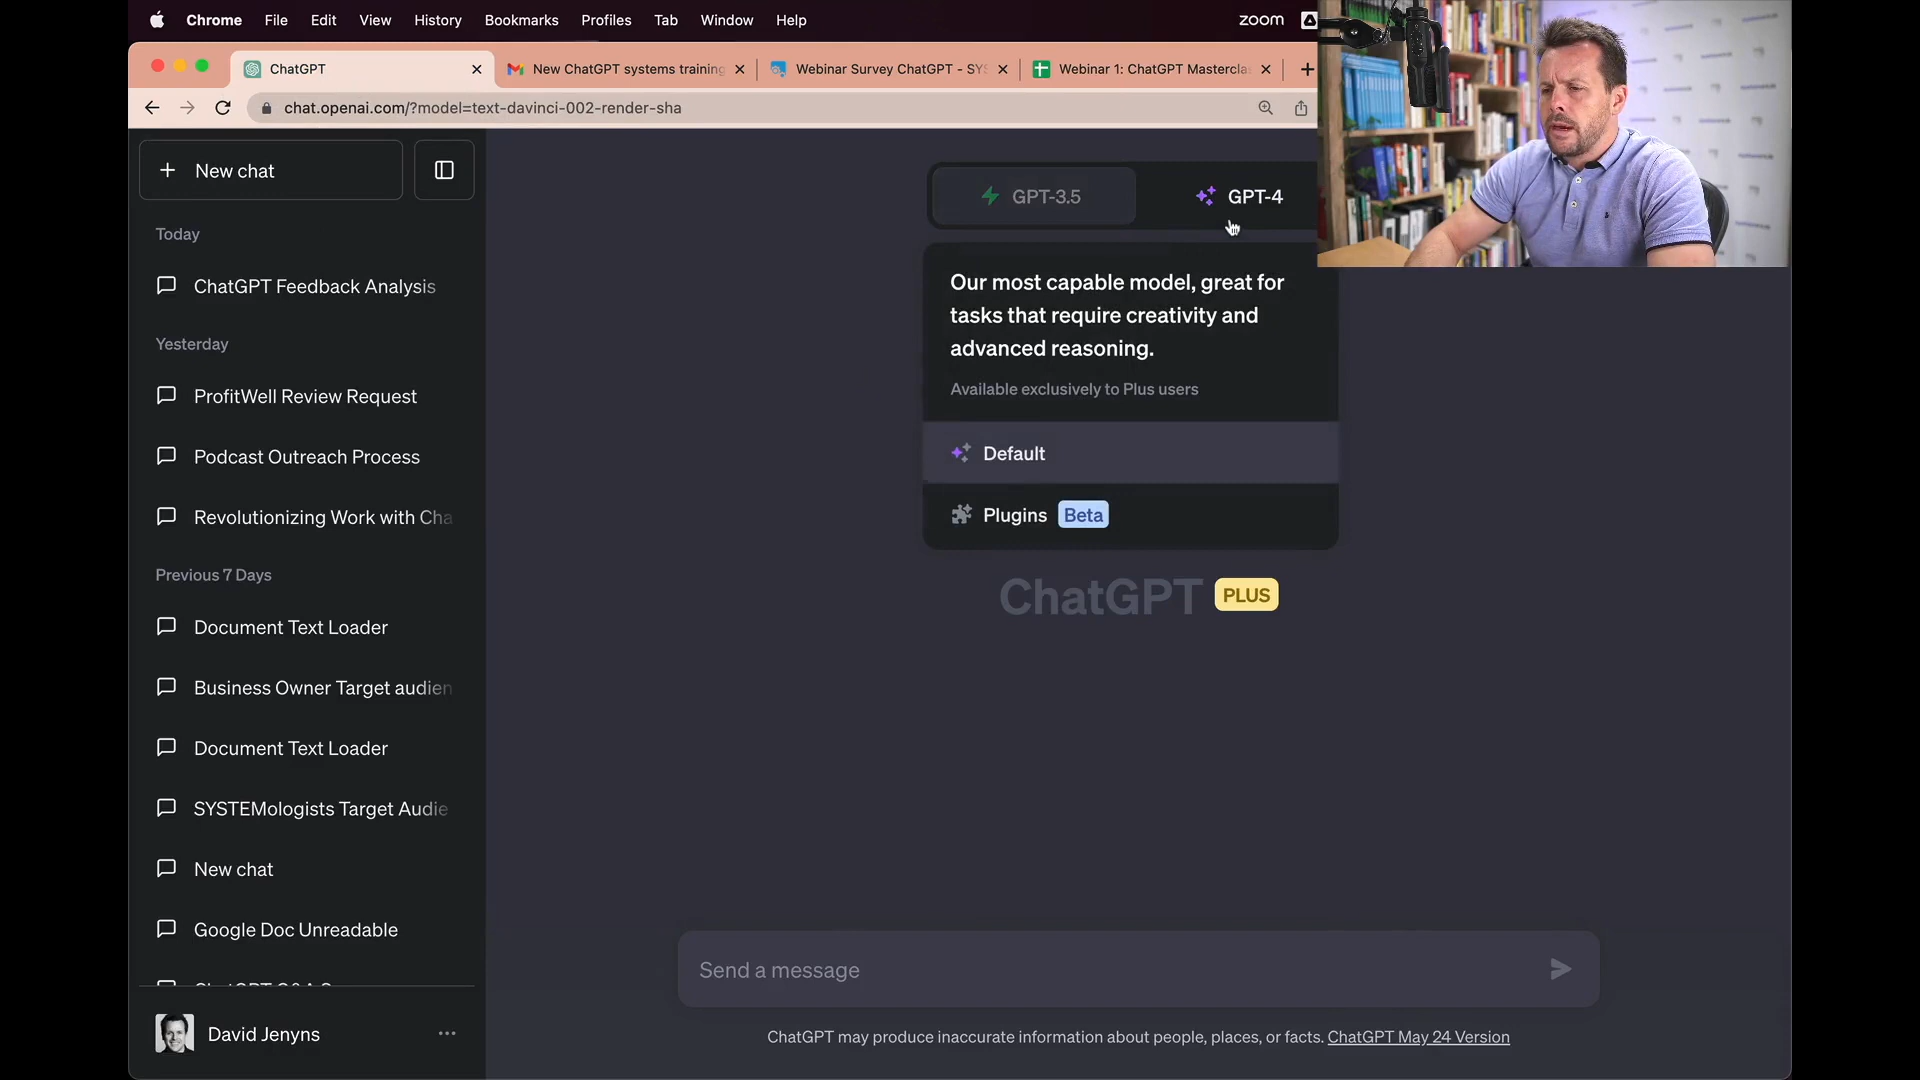 Chrome File Edit View History Bookmarks Profiles Tab Window Help
zoom
ChatGPT
New ChatGPT systems training
Webinar Survey ChatGPT - SYS
Webinar 1: ChatGPT Masterclas
chat.openai.com/?model=text-davinci-002-render-sha
New chat
Today
ChatGPT Feedback Analysis
Yesterday
ProfitWell Review Request
Podcast Outreach Process
Revolutionizing Work with Cha
Previous 7 Days
Document Text Loader
Business Owner Target audien
Document Text Loader
SYSTEMologists Target Audie
New chat
Google Doc Unreadable
David Jenyns
GPT-3.5
GPT-4
Our most capable model, great for
tasks that require creativity and
advanced reasoning.
Available exclusively to Plus users
Default
Plugins Beta
ChatGPT PLUS
Send a message
ChatGPT may produce inaccurate information about people, places, or facts. ChatGPT May 24 Version